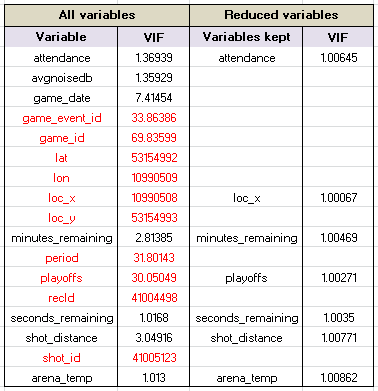 All variables Reduced variables
Variable VIF Variables kept VIF
attendance 1.36939 attendance 1.00645
avgnoisedb 1.35929
game_date 7.41454
game_event_id 33.86386
game_id 69.83599
lat 53154992
lon 10990509
loc_x 10990508 loc_x 1.00067
loc_y 53154993
minutes_remaining 2.81385 minutes_remaining 1.00469
period 31.80143
playoffs 30.05049 playoffs 1.00271
recId 41004498
seconds_remaining 1.0168 seconds_remaining 1.0035
shot_distance 3.04916 shot_distance 1.00771
shot_id 41005123
arena_temp 1.013 arena_temp 1.00862